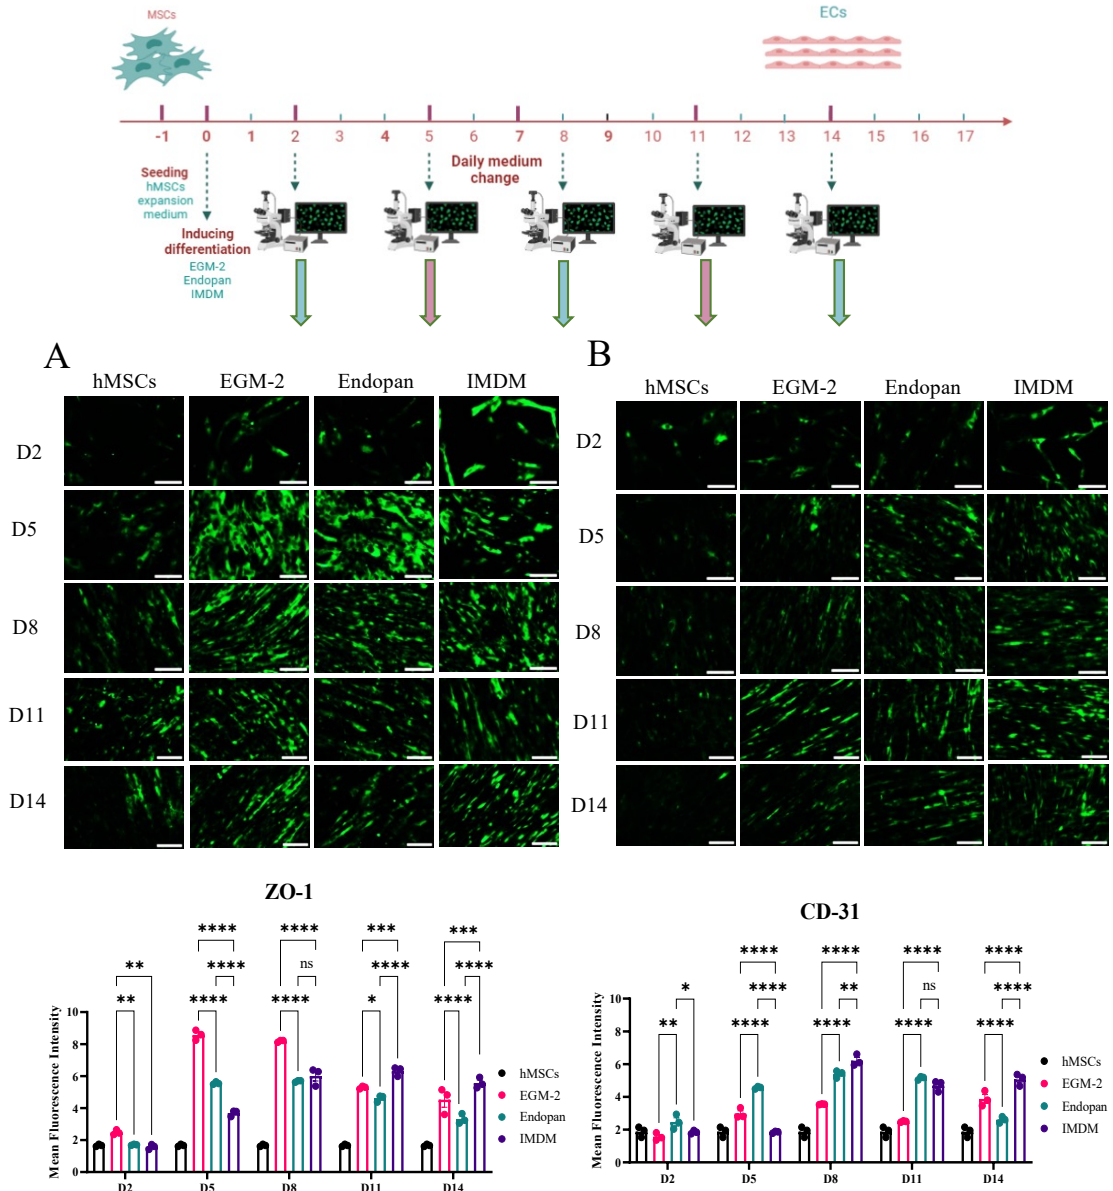 MSCs
ECs
-1 0 1 2 3 4 5 6 7 8 9 10 11 12 13 14 15 16 17
Seeding
hMSCs
expansion
medium
Daily medium
change
Inducing
differentiation
EGM-2
Endopan
IMDM
A
hMSCs EGM-2 Endopan IMDM
D2
D5
D8
D11
D14
B
hMSCs EGM-2 Endopan IMDM
D2
D5
D8
D11
D14
ZO-1
**** **** *** ***
** **** ns **** ****
** **** **** * ****
Mean Fluorescence Intensity
10
8
6
4
2
0
D2 D5 D8 D11 D14
hMSCs
EGM-2
Endopan
IMDM
CD-31
**** **** **** ****
* **** ** ns ****
** **** **** **** ****
Mean Fluorescence Intensity
10
8
6
4
2
0
D2 D5 D8 D11 D14
hMSCs
EGM-2
Endopan
IMDM